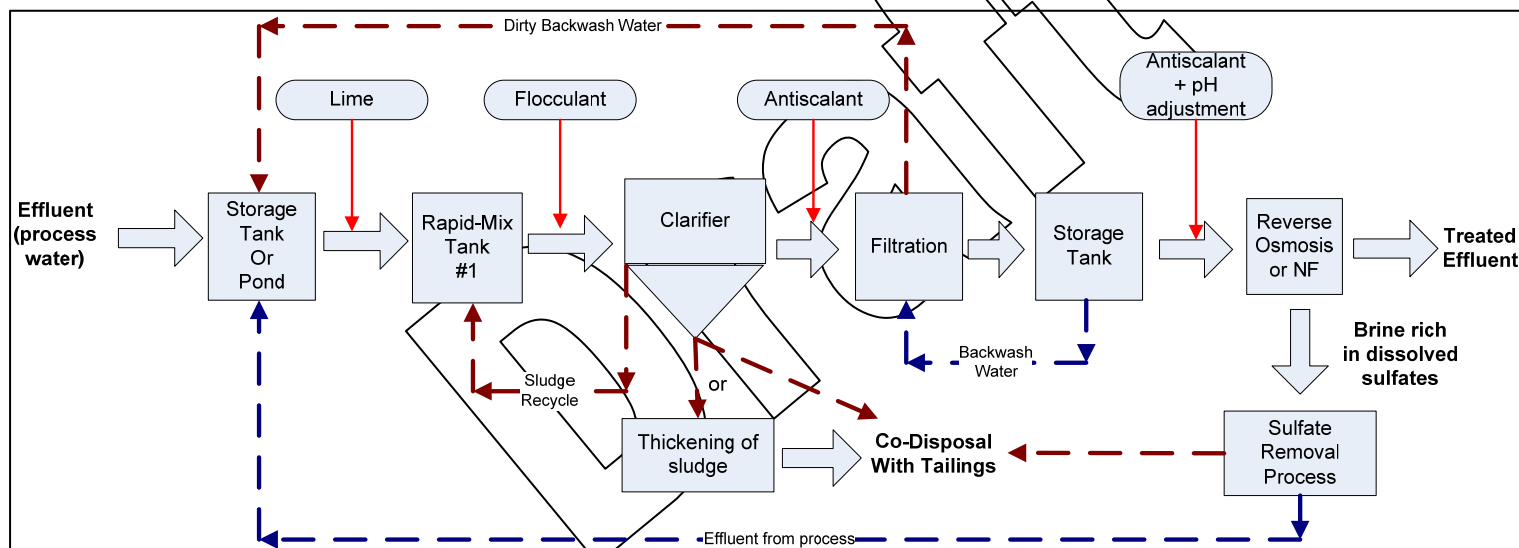 Dirty Backwash Water
Lime
Flocculant
Antiscalant
Antiscalant
+ pH
adjustment
Effluent
(process
water)
Storage
Tank
Or
Pond
Rapid-Mix
Tank
#1
Clarifier
Filtration
Storage
Tank
Reverse
Osmosis
or NF
Treated
Effluent
Backwash
Water
Brine rich
in dissolved
sulfates
Sludge
Recycle
or
Thickening of
sludge
Co-Disposal
With Tailings
Sulfate
Removal
Process
Effluent from process